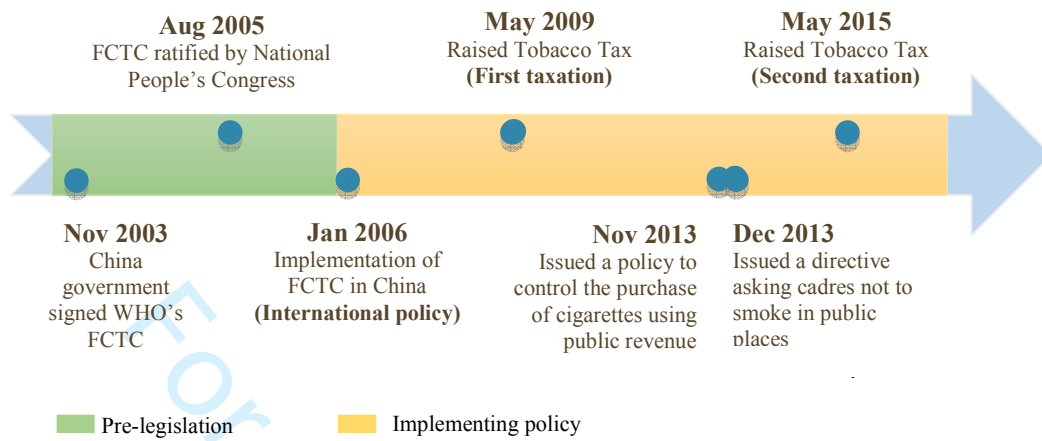 Aug 2005
FCTC ratified by National
People's Congress
May 2009
Raised Tobacco Tax
(First taxation)
May 2015
Raised Tobacco Tax
(Second taxation)
Nov 2003
China
government
signed WHO's
FCTC
Jan 2006
Implementation of
FCTC in China
(International policy)
Nov 2013
Issued a policy to
control the purchase
of cigarettes using
public revenue
Dec 2013
Issued a directive
asking cadres not to
smoke in public
places
For
Pre-legislation
Implementing policy